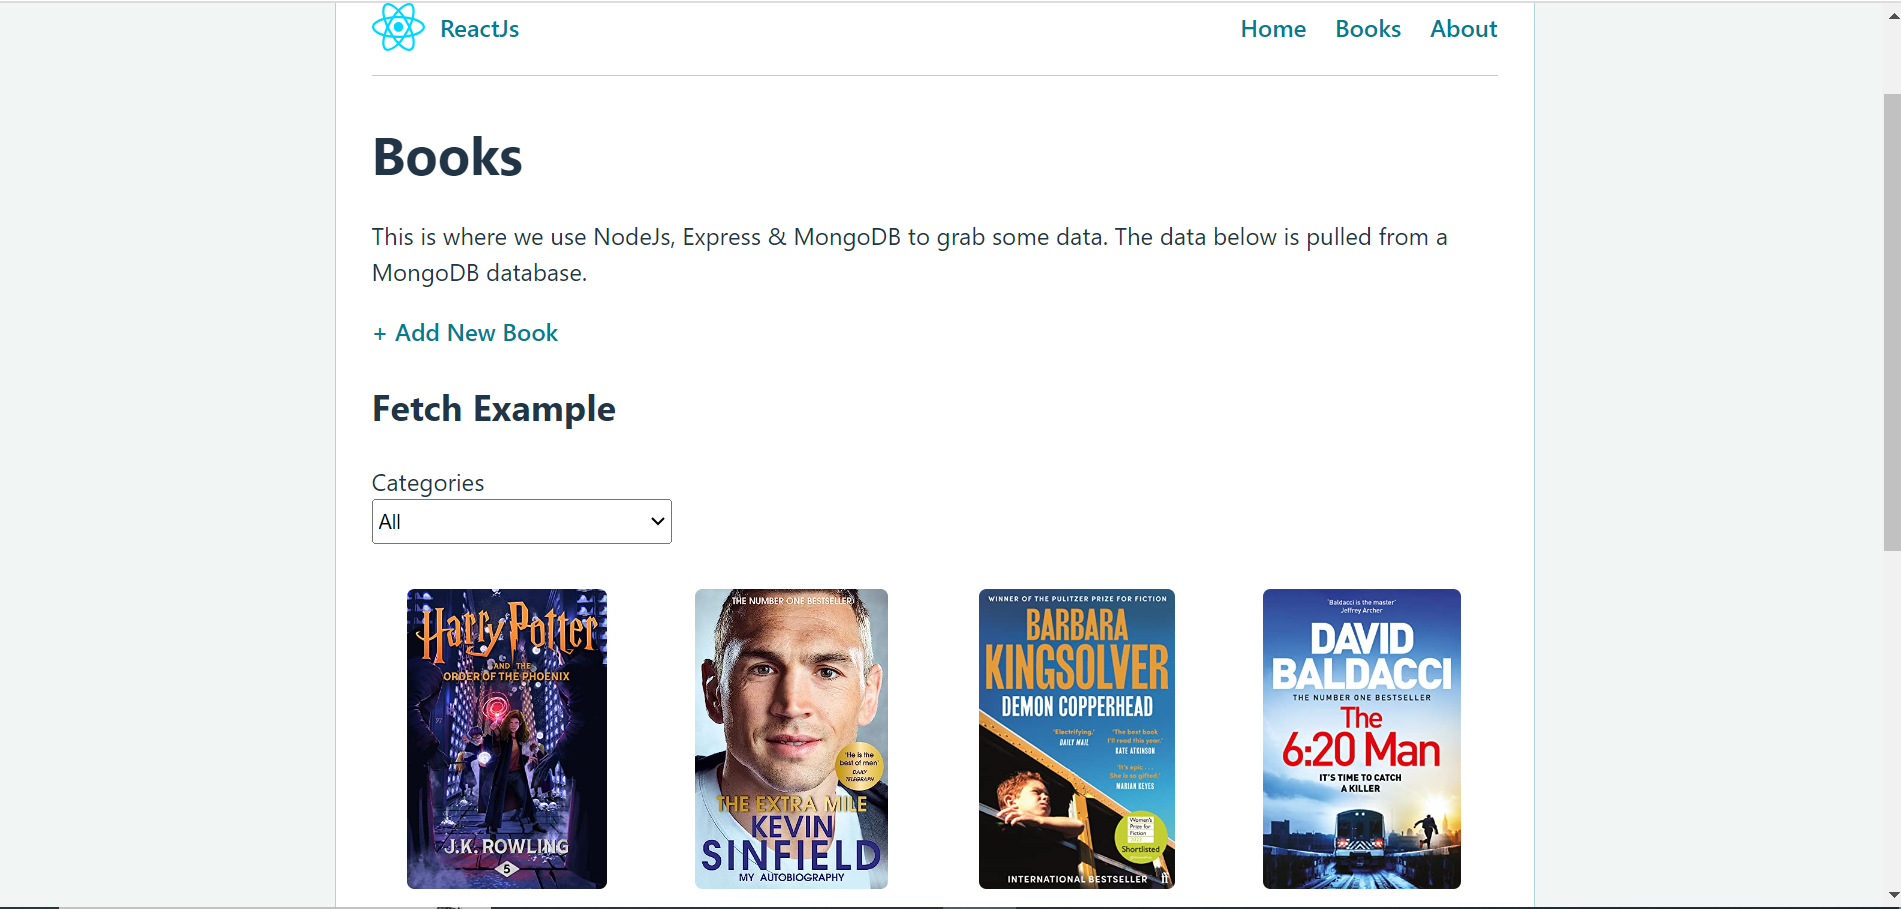 ReactJs
Home Books About
Books
This is where we use NodeJs, Express & MongoDB to grab some data. The data below is pulled from a
MongoDB database.
+ Add New Book
Fetch Example
Categories
All
Harry Potter
AND THE
ORDER OF THE PHOENIX
J.K. ROWLING
5
THE NUMBER ONE BESTSELLER
'He is the
best of men'
DAILY
TELEGRAPH
THE EXTRA MILE
KEVIN
SINFIELD
MY AUTOBIOGRAPHY
WINNER OF THE PULITZER PRIZE FOR FICTION
BARBARA
KINGSOLVER
DEMON COPPERHEAD
'Electrifying.'
DAILY MAIL
'The best book
I'll read this year.'
KATE ATKINSON
'It's epic . . .
She is so gifted.'
MARIAN KEYES
Women's
Prize for
Fiction
Shortlisted
INTERNATIONAL BESTSELLER
ff
'Baldacci is the master'
Jeffrey Archer
DAVID
BALDACCI
THE NUMBER ONE BESTSELLER
The
6:20 Man
IT'S TIME TO CATCH
A KILLER